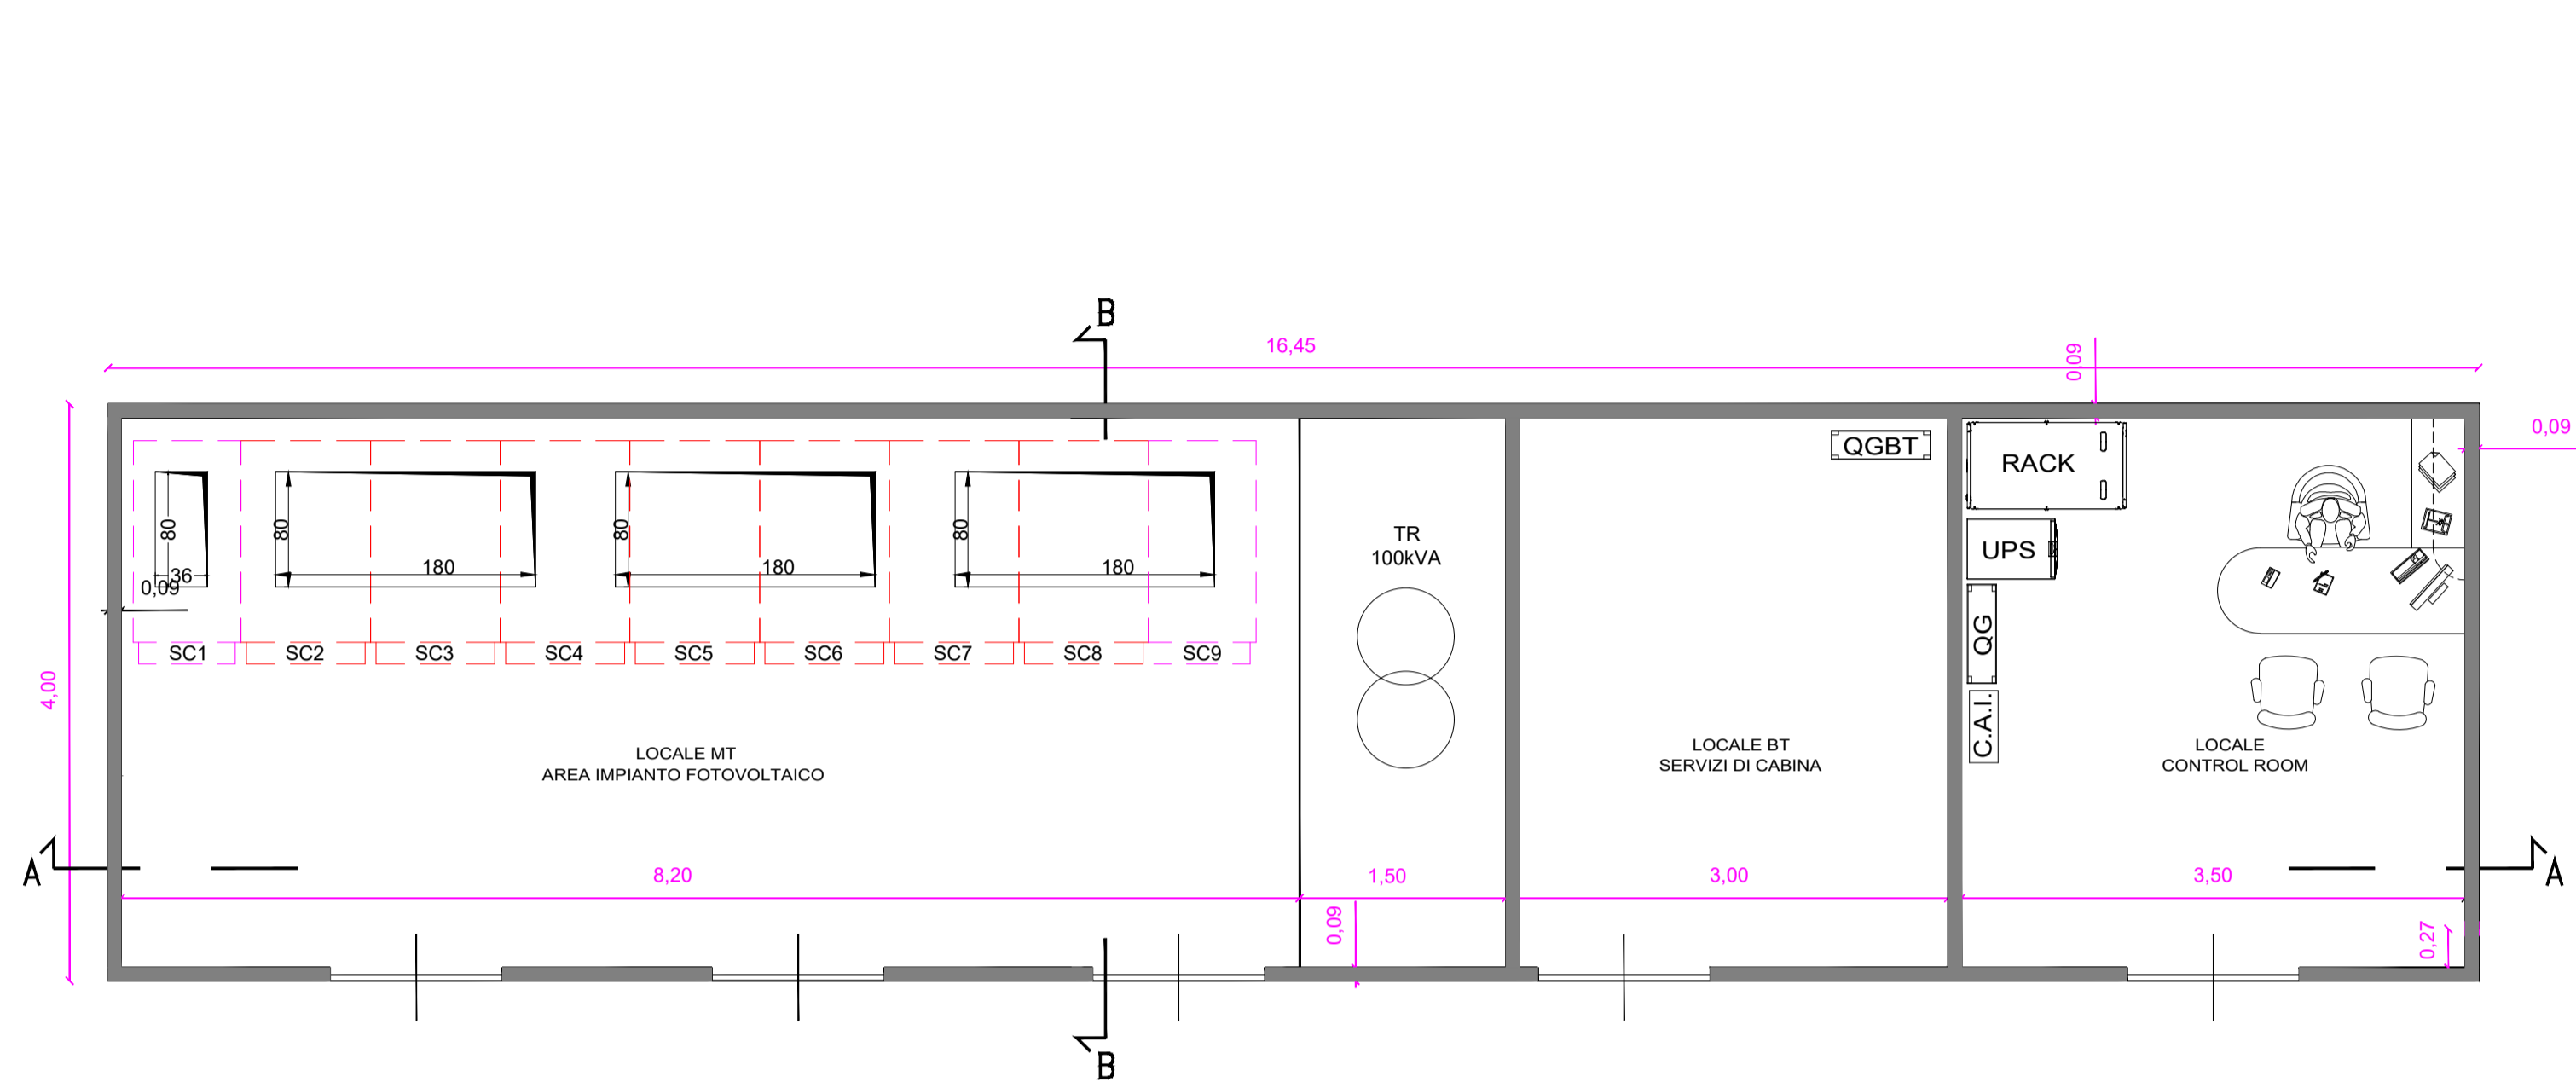 B
16,45
0,09
0,09
QGBT
RACK
80
80
80
80
TR
100kVA
UPS
36
180
180
180
0,09
QG
SC1
SC2
SC3
SC4
SC5
SC6
SC7
SC8
SC9
4,00
C.A.I.
LOCALE MT
AREA IMPIANTO FOTOVOLTAICO
LOCALE BT
SERVIZI DI CABINA
LOCALE
CONTROL ROOM
A
8,20
1,50
3,00
3,50
A
0,09
0,27
B